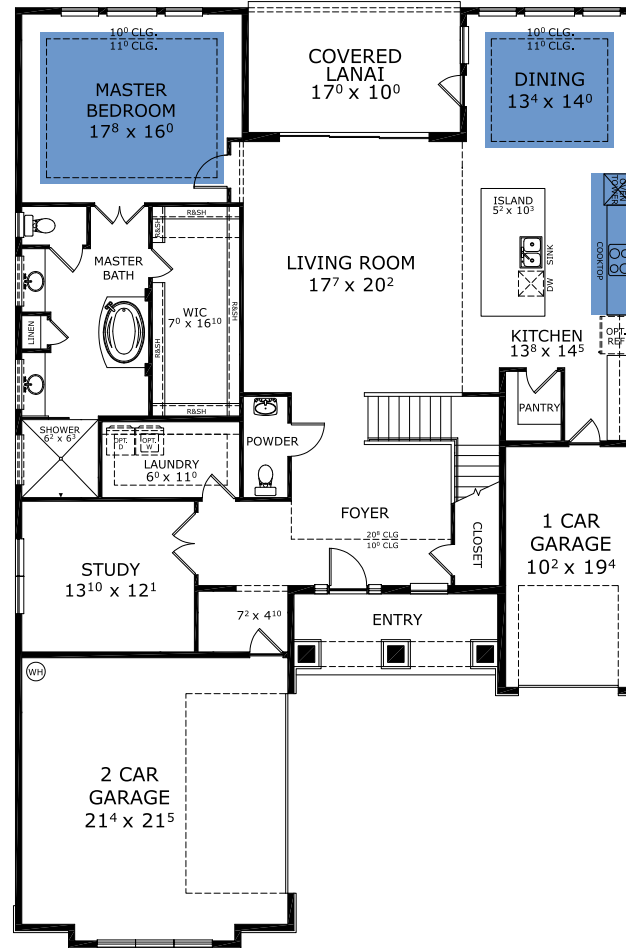 10⁰ CLG.
11⁰ CLG.
MASTER
BEDROOM
17⁸ x 16⁰
COVERED
LANAI
17⁰ x 10⁰
10⁰ CLG.
11⁰ CLG.
DINING
13⁴ x 14⁰
OVEN
TOWER
ISLAND
5² x 10³
SINK
DW
COOKTOP
R&SH
R&SH
MASTER
BATH
LIVING ROOM
17⁷ x 20²
WIC
7⁰ x 16¹⁰
R&SH
R&SH
R&SH
LINEN
KITCHEN
13⁸ x 14⁵
OPT.
REF
PANTRY
SHOWER
6² x 6³
OPT.
D
OPT.
W
LAUNDRY
6⁰ x 11⁰
POWDER
FOYER
20⁸ CLG
10⁰ CLG
CLOSET
1 CAR
GARAGE
10² x 19⁴
STUDY
13¹⁰ x 12¹
7² x 4¹⁰
ENTRY
WH
2 CAR
GARAGE
21⁴ x 21⁵